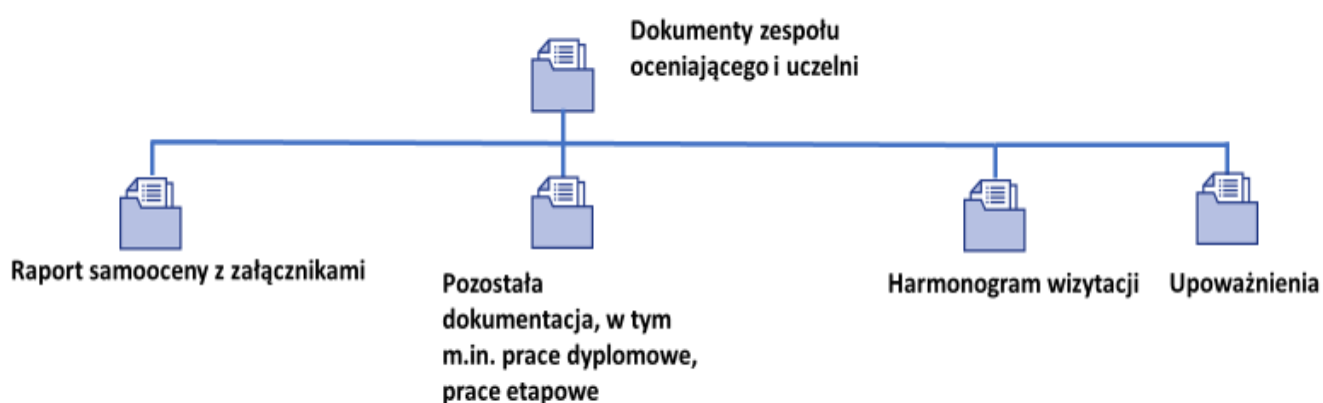 Dokumenty zespołu
oceniającego i uczelni
Raport samooceny z załącznikami
Pozostała
dokumentacja, w tym
m.in. prace dyplomowe,
prace etapowe
Harmonogram wizytacji
Upoważnienia